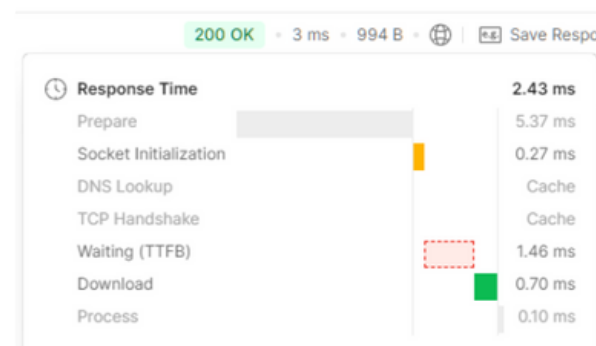 200 OK • 3 ms • 994 B • e.g. Save Respo
Response Time 2.43 ms
Prepare 5.37 ms
Socket Initialization 0.27 ms
DNS Lookup Cache
TCP Handshake Cache
Waiting (TTFB) 1.46 ms
Download 0.70 ms
Process 0.10 ms